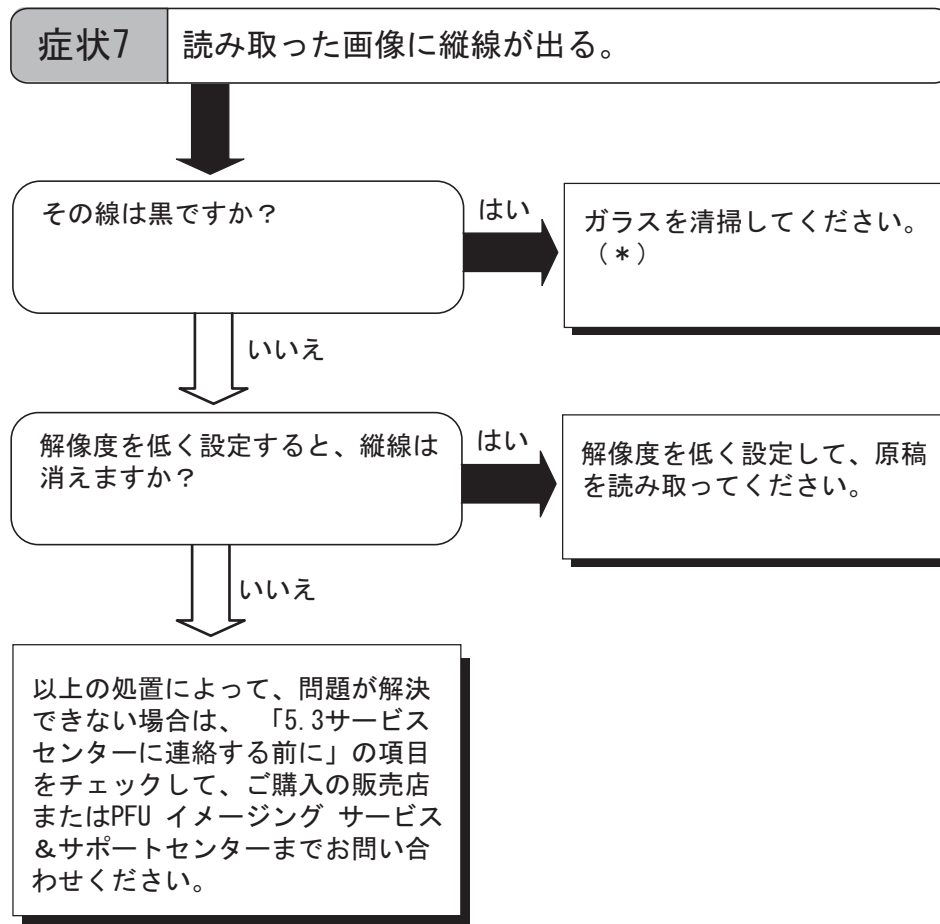 症状7 読み取った画像に縦線が出る。
その線は黒ですか？
はい
ガラスを清掃してください。
（＊）
いいえ
解像度を低く設定すると、縦線は
消えますか？
はい
解像度を低く設定して、原稿
を読み取ってください。
いいえ
以上の処置によって、問題が解決
できない場合は、 「5.3サービス
センターに連絡する前に」の項目
をチェックして、ご購入の販売店
またはPFU イメージング サービス
＆サポートセンターまでお問い合
わせください。